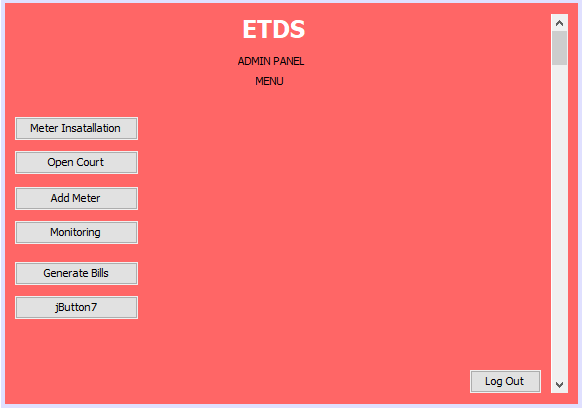 ETDS
ADMIN PANEL
MENU
Meter Insatallation
Open Court
Add Meter
Monitoring
Generate Bills
jButton7
Log Out